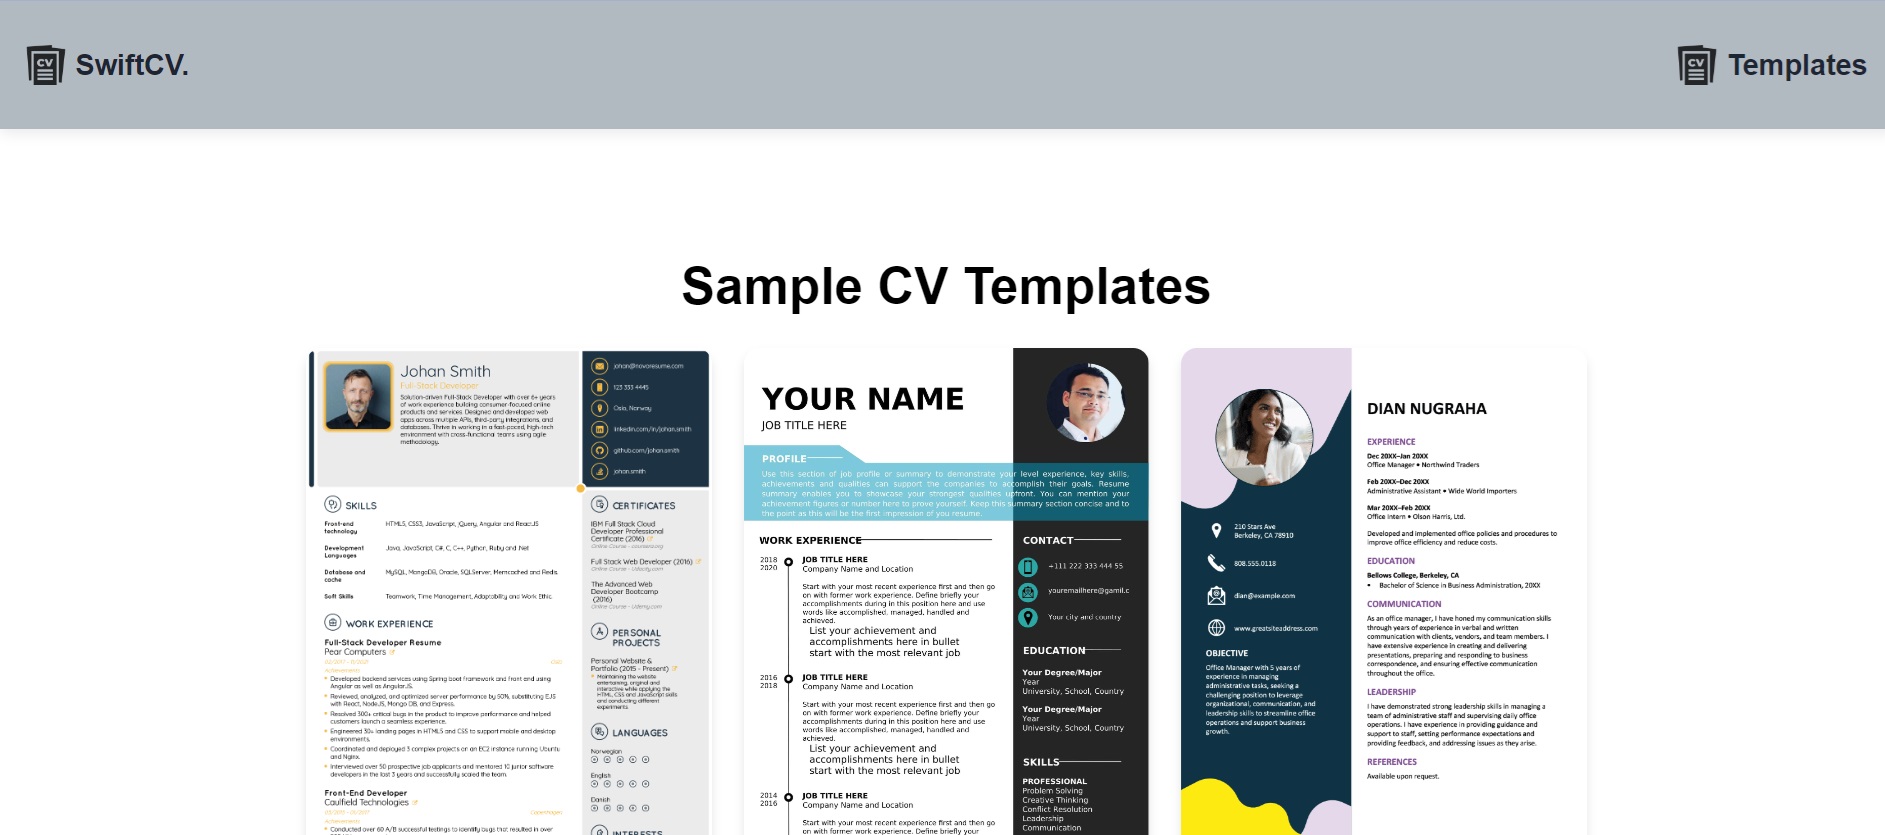 CV
SwiftCV.
CV
Templates
Sample CV Templates
Johan Smith
Full-Stack Developer
Solution-driven Full-Stack Developer with over 6+ years
of work experience building consumer-focused online
products and services. Designed and developed web
apps across multiple APIs, third-party integrations, and
databases. Thrive in working in a fast-paced, high-tech
environment with cross-functional teams using agile
methodology.
johan@novoresume.com
123 333 4445
Oslo, Norway
linkedin.com/in/johan.smith
github.com/johan.smith
johan.smith
SKILLS
Front-end
technology
HTML5, CSS3, JavaScript, jQuery, Angular and ReactJS
Development
Languages
Java, JavaScript, C#, C, C++, Python, Ruby and .Net
Database and
cache
MySQL, MongoDB, Oracle, SQLServer, Memcached and Redis.
Soft Skills
Teamwork, Time Management, Adaptability and Work Ethic.
WORK EXPERIENCE
Full-Stack Developer Resume
Pear Computers
Oslo
Achievements
Developed backend services using Spring boot framework and front end using
Angular as well as AngularJS.
Reviewed, analyzed, and optimized server performance by 50%, substituting EJS
with React, NodeJS, Mongo DB, and Express.
Resolved 300+ critical bugs in the product to improve performance and helped
customers launch a seamless experience.
Engineered 30+ landing pages in HTML5 and CSS to support mobile and desktop
environments.
Coordinated and deployed 3 complex projects on an EC2 instance running Ubuntu
and Nginx.
Interviewed over 50 prospective job applicants and mentored 10 junior software
developers in the last 3 years and successfully scaled the team.
Front-End Developer
Caulfield Technologies
Copenhagen
Achievements
Conducted over 60 A/B successful testings to identify bugs that resulted in over
CERTIFICATES
IBM Full Stack Cloud
Developer Professional
Certificate (2016)
Online Course - coursera.org
Full Stack Web Developer (2016)
Online Course - Udacity.com
The Advanced Web
Developer Bootcamp
(2016)
Online Course - Udemy.com
PERSONAL
PROJECTS
Personal Website &
Portfolio (2015 - Present)
Maintaining the website
entertaining, original and
interactive while applying the
HTML, CSS and JavaScript skills
and conducting different
experiments
LANGUAGES
Norwegian
English
Danish
INTERESTS
YOUR NAME
JOB TITLE HERE
PROFILE
Use this section of job profile or summary to demonstrate your level experience, key skills,
achievements and qualities can support the companies to accomplish their goals. Resume
summary enables you to showcase your strongest qualities upfront. You can mention your
achievement figures or number here to prove yourself. Keep this summary section concise and to
the point as this will be the first impression of you resume.
WORK EXPERIENCE
2018
2020
JOB TITLE HERE
Company Name and Location
Start with your most recent experience first and then go
on with former work experience. Define briefly your
accomplishments during in this position here and use
words like accomplished, managed, handled and
achieved.
List your achievement and
accomplishments here in bullet
start with the most relevant job
2016
2018
JOB TITLE HERE
Company Name and Location
Start with your most recent experience first and then go
on with former work experience. Define briefly your
accomplishments during in this position here and use
words like accomplished, managed, handled and
achieved.
List your achievement and
accomplishments here in bullet
start with the most relevant job
2014
2016
JOB TITLE HERE
Company Name and Location
Start with your most recent experience first and then go
on with former work experience. Define briefly your
CONTACT
+111 222 333 444 55
youremailhere@gamil.c
Your city and country
EDUCATION
Your Degree/Major
Year
University, School, Country
Your Degree/Major
Year
University, School, Country
SKILLS
PROFESSIONAL
Problem Solving
Creative Thinking
Conflict Resolution
Leadership
Communication
210 Stars Ave
Berkeley, CA 78910
808.555.0118
dian@example.com
www.greatsiteaddress.com
OBJECTIVE
Office Manager with 5 years of
experience in managing
administrative tasks, seeking a
challenging position to leverage
organizational, communication, and
leadership skills to streamline office
operations and support business
growth.
DIAN NUGRAHA
EXPERIENCE
Dec 20XX–Jan 20XX
Office Manager • Northwind Traders
Feb 20XX–Dec 20XX
Administrative Assistant • Wide World Importers
Mar 20XX–Feb 20XX
Office Intern • Olson Harris, Ltd.
Developed and implemented office policies and procedures to
improve office efficiency and reduce costs.
EDUCATION
Bellows College, Berkeley, CA
• Bachelor of Science in Business Administration, 20XX
COMMUNICATION
As an office manager, I have honed my communication skills
through years of experience in verbal and written
communication with clients, vendors, and team members. I
have extensive experience in creating and delivering
presentations, preparing and responding to business
correspondence, and ensuring effective communication
throughout the office.
LEADERSHIP
I have demonstrated strong leadership skills in managing a
team of administrative staff and supervising daily office
operations. I have experience in providing guidance and
support to staff, setting performance expectations and
providing feedback, and addressing issues as they arise.
REFERENCES
Available upon request.